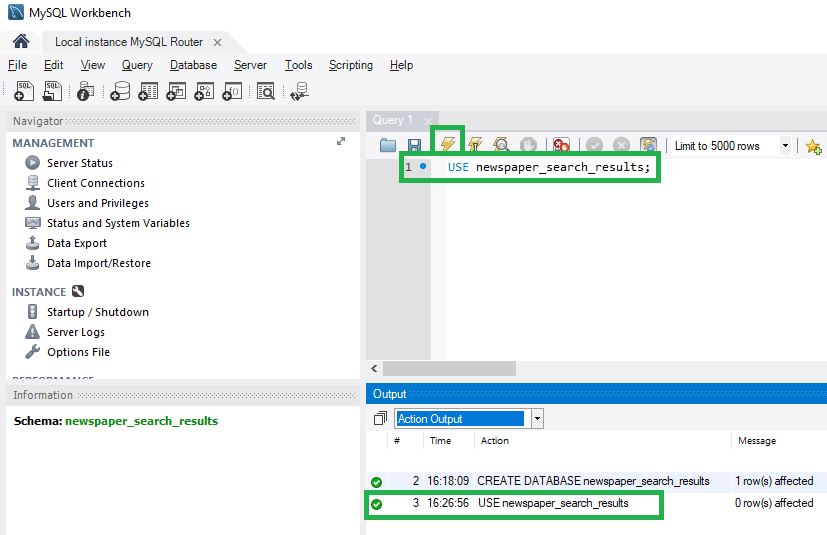 MySQL Workbench
Local instance MySQL Router
File Edit View Query Database Server Tools Scripting Help
Navigator
MANAGEMENT
Server Status
Client Connections
Users and Privileges
Status and System Variables
Data Export
Data Import/Restore
INSTANCE
Startup / Shutdown
Server Logs
Options File
Information
Schema: newspaper_search_results
Query 1
Limit to 5000 rows
1 USE newspaper_search_results;
Output
Action Output
# Time Action Message
2 16:18:09 CREATE DATABASE newspaper_search_results 1 row(s) affected
3 16:26:56 USE newspaper_search_results 0 row(s) affected